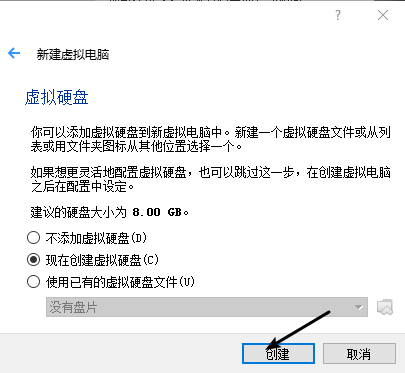 新建虚拟电脑
虚拟硬盘
你可以添加虚拟硬盘到新虚拟电脑中。新建一个虚拟硬盘文件或从列
表或用文件夹图标从其他位置选择一个。
如果想更灵活地配置虚拟硬盘，也可以跳过这一步，在创建虚拟电脑
之后在配置中设定。
建议的硬盘大小为 8.00 GB。
不添加虚拟硬盘(D)
现在创建虚拟硬盘(C)
使用已有的虚拟硬盘文件(U)
没有盘片
创建 取消